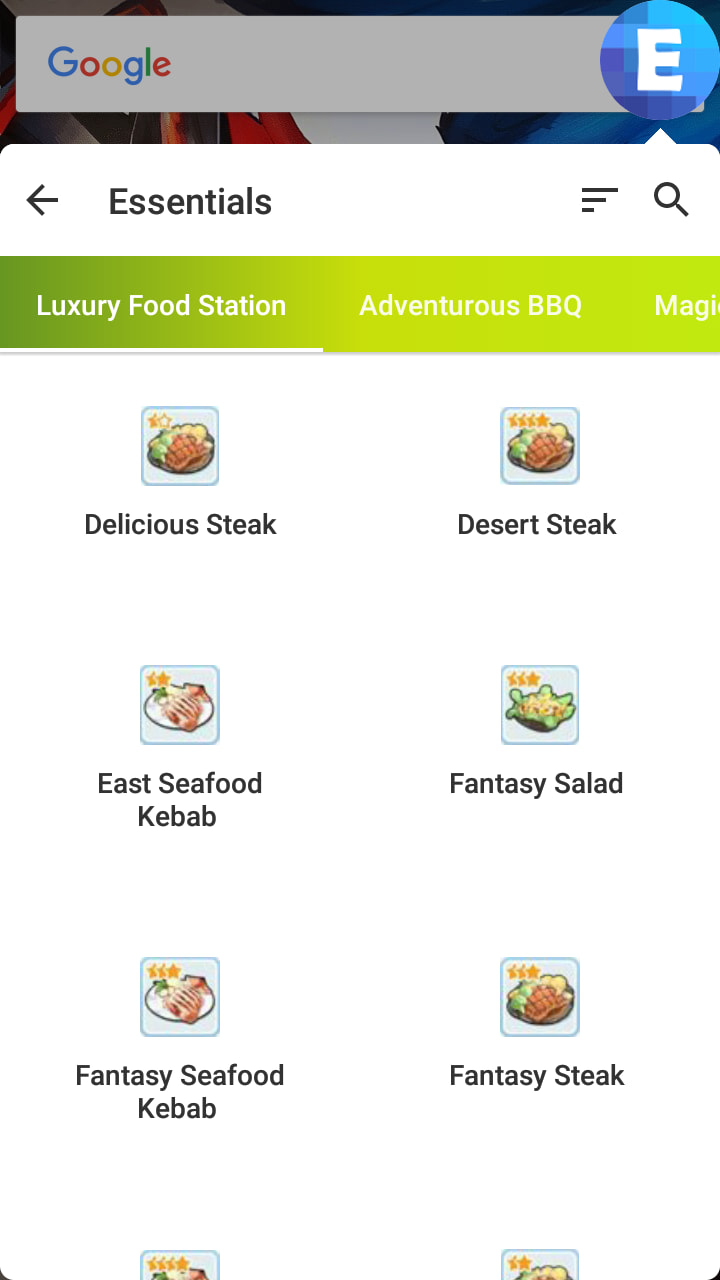 Google
E
Essentials
Luxury Food Station
Adventurous BBQ
Magi
Delicious Steak
Desert Steak
East Seafood
Kebab
Fantasy Salad
Fantasy Seafood
Kebab
Fantasy Steak